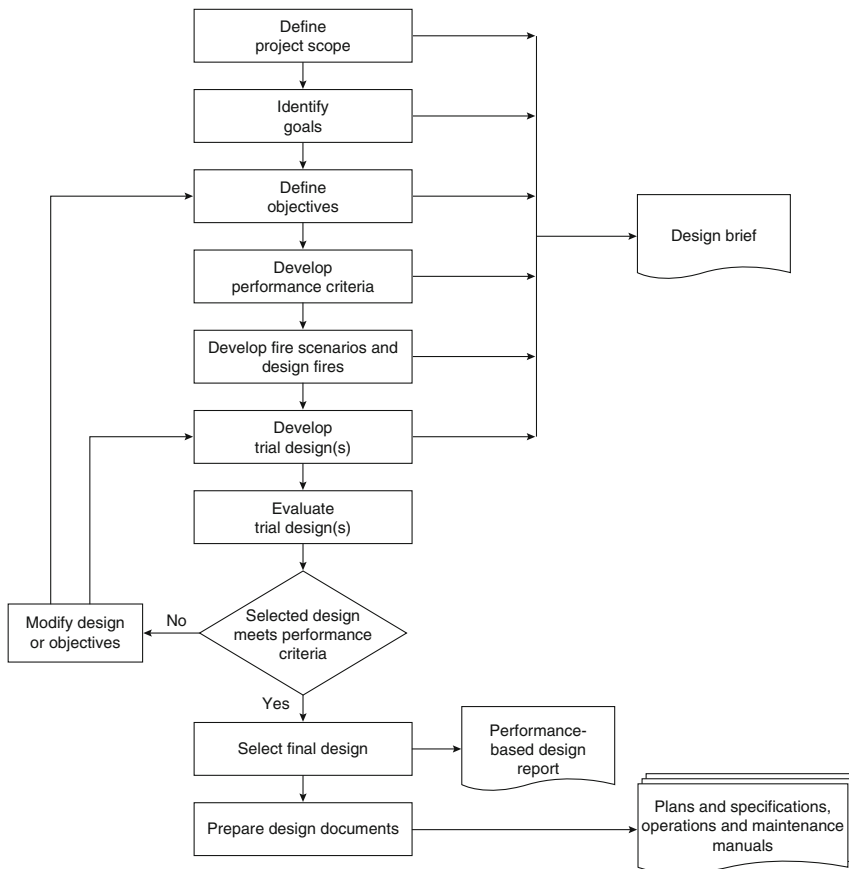 Define
project scope
Identify
goals
Define
objectives
Design brief
Develop
performance criteria
Develop fire scenarios and
design fires
Develop
trial design(s)
Evaluate
trial design(s)
Modify design
or objectives
No
Selected design
meets performance
criteria
Yes
Select final design
Performance-
based design
report
Prepare design documents
Plans and specifications,
operations and maintenance
manuals